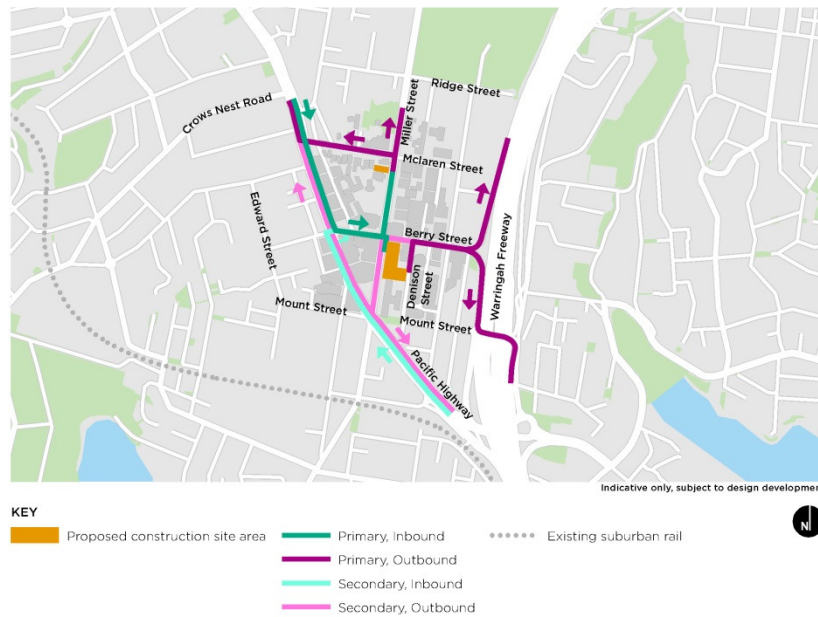 Ridge Street
Crows Nest Road
Miller Street
Mclaren Street
Edward Street
Berry Street
Denison
Street
Warringah Freeway
Mount Street
Mount Street
Pacific Highway
Indicative only, subject to design developmen
KEY
Proposed construction site area
Primary, Inbound
Existing suburban rail
N
Primary, Outbound
Secondary, Inbound
Secondary, Outbound